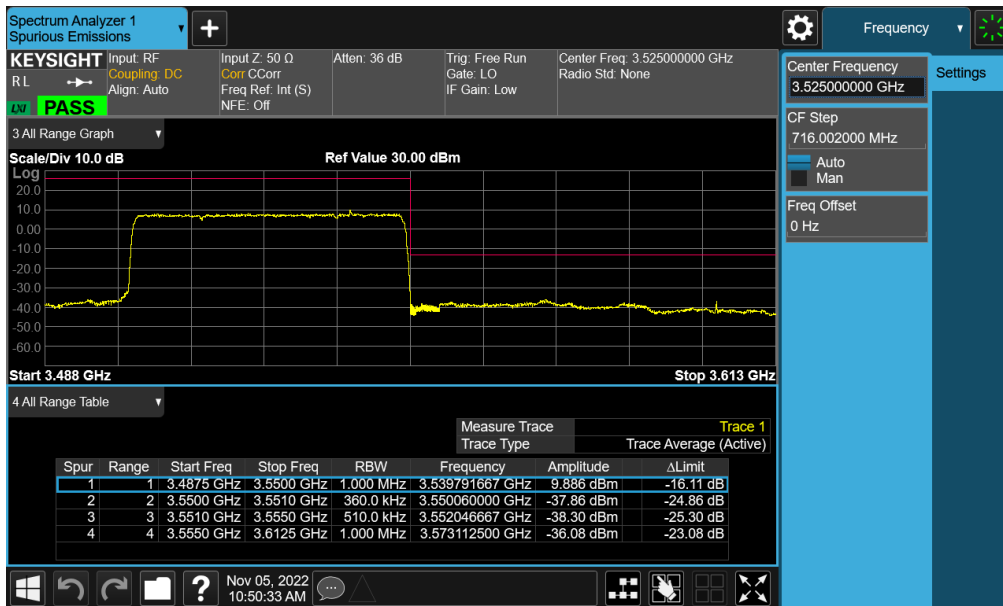 Spectrum Analyzer 1
Spurious Emissions
Frequency
KEYSIGHT Input: RF Input Z: 50 Ω Atten: 36 dB Trig: Free Run Center Freq: 3.525000000 GHz
RL Coupling: DC Corr CCorr Gate: LO Radio Std: None
Align: Auto Freq Ref: Int (S) IF Gain: Low
LXI PASS NFE: Off
Center Frequency
3.525000000 GHz
Settings
CF Step
716.002000 MHz
Auto
Man
Freq Offset
0 Hz
3 All Range Graph
Scale/Div 10.0 dB Ref Value 30.00 dBm
Log
20.0
10.0
0.00
-10.0
-20.0
-30.0
-40.0
-50.0
-60.0
Start 3.488 GHz Stop 3.613 GHz
4 All Range Table
Measure Trace Trace 1
Trace Type Trace Average (Active)
Spur Range Start Freq Stop Freq RBW Frequency Amplitude ΔLimit
1 1 3.4875 GHz 3.5500 GHz 1.000 MHz 3.539791667 GHz 9.886 dBm -16.11 dB
2 2 3.5500 GHz 3.5510 GHz 360.0 kHz 3.550060000 GHz -37.86 dBm -24.86 dB
3 3 3.5510 GHz 3.5550 GHz 510.0 kHz 3.552046667 GHz -38.30 dBm -25.30 dB
4 4 3.5550 GHz 3.6125 GHz 1.000 MHz 3.573112500 GHz -36.08 dBm -23.08 dB
Nov 05, 2022
10:50:33 AM